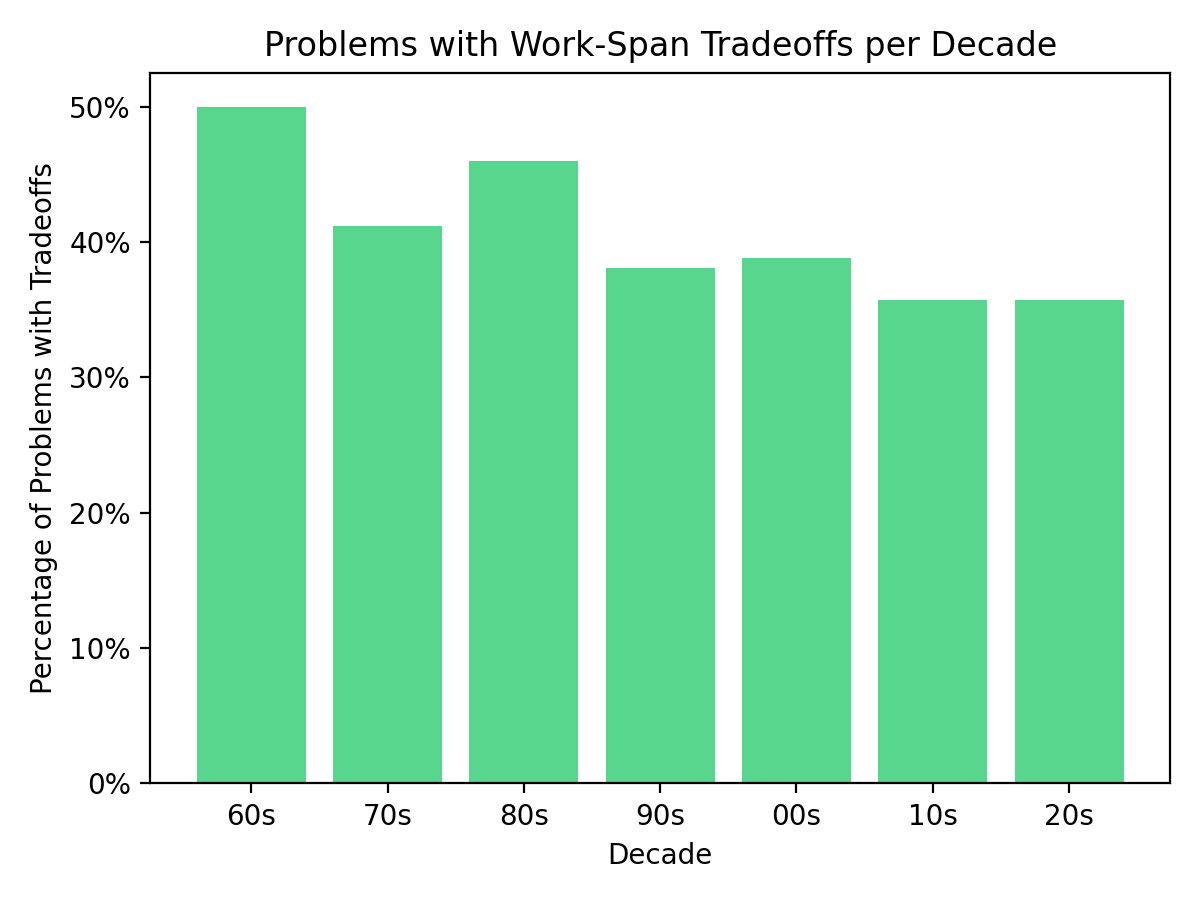 Problems with Work-Span Tradeoffs per Decade
Percentage of Problems with Tradeoffs
50%
40%
30%
20%
10%
0%
60s 70s 80s 90s 00s 10s 20s
Decade